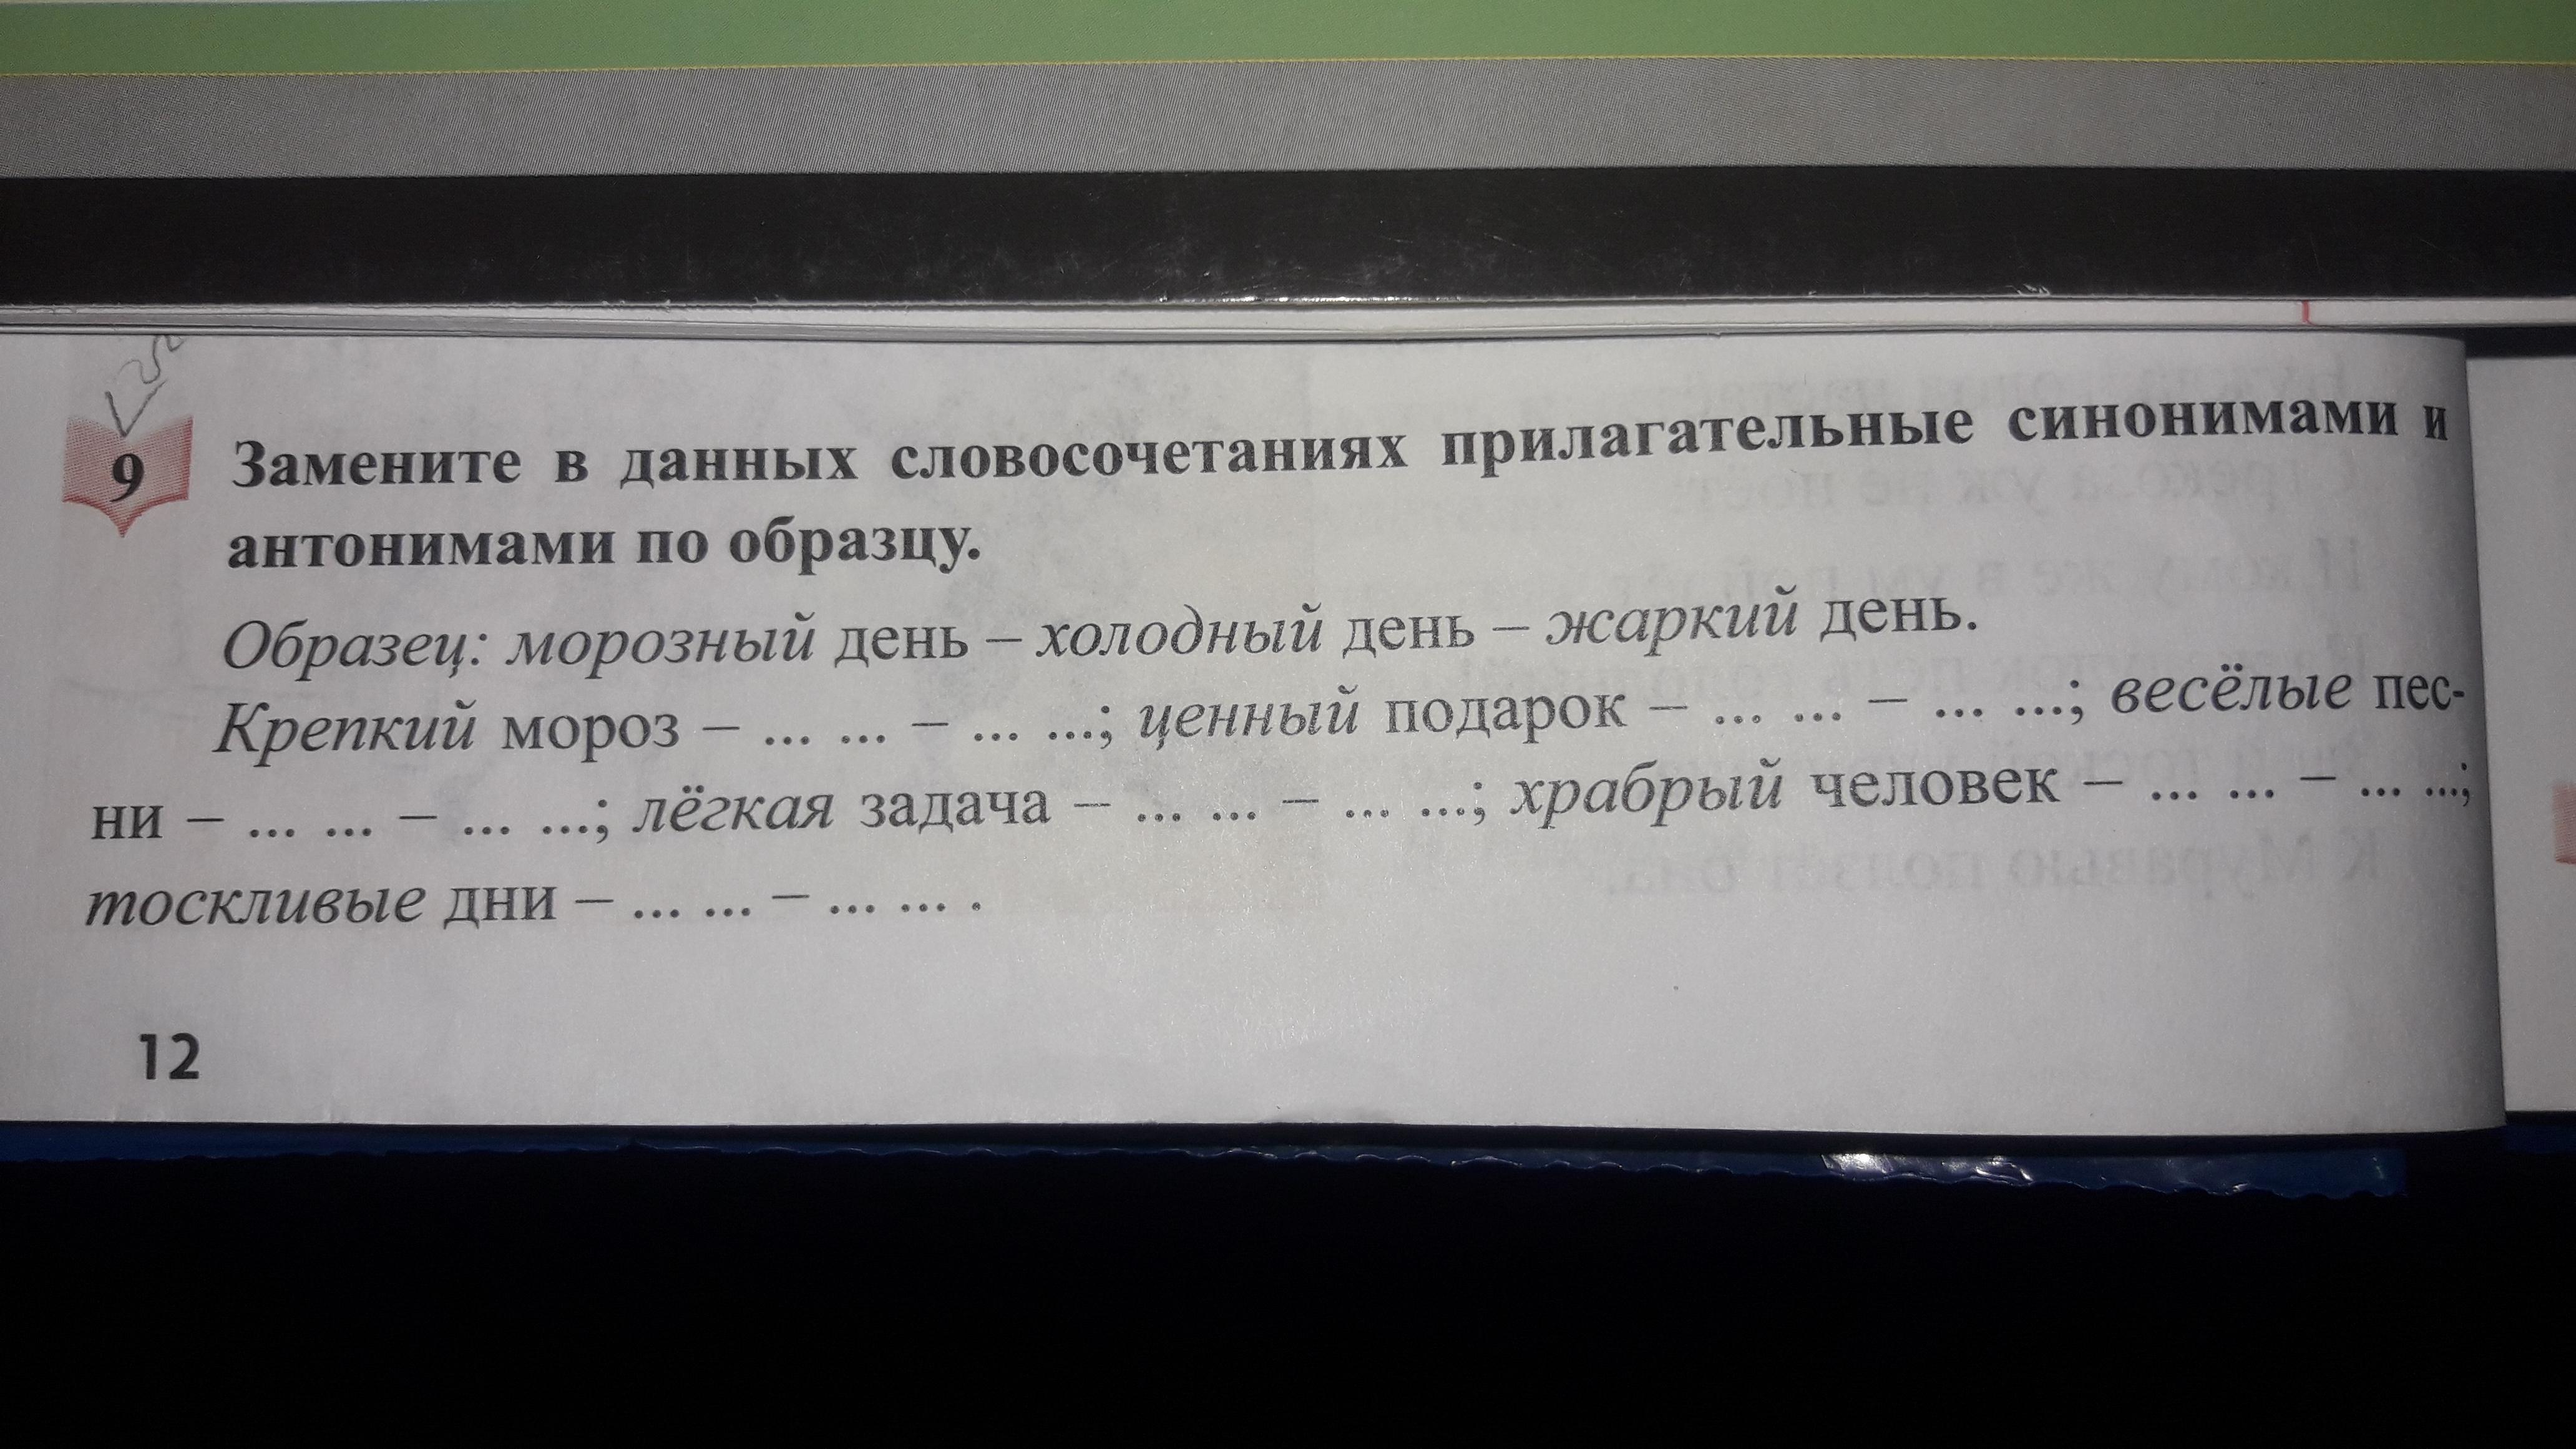 9 Замените в данных словосочетаниях прилагательные синонимами и
антонимами по образцу.
Образец: морозный день – холодный день – жаркий день.
Крепкий мороз – ... ... – ... ...; ценный подарок – ... ... – ... ...; весёлые пес-
ни – ... ... – ... ...; лёгкая задача – ... ... – ... ...; храбрый человек – ... ... – ... ...;
тоскливые дни – ... ... – ... ... .
12